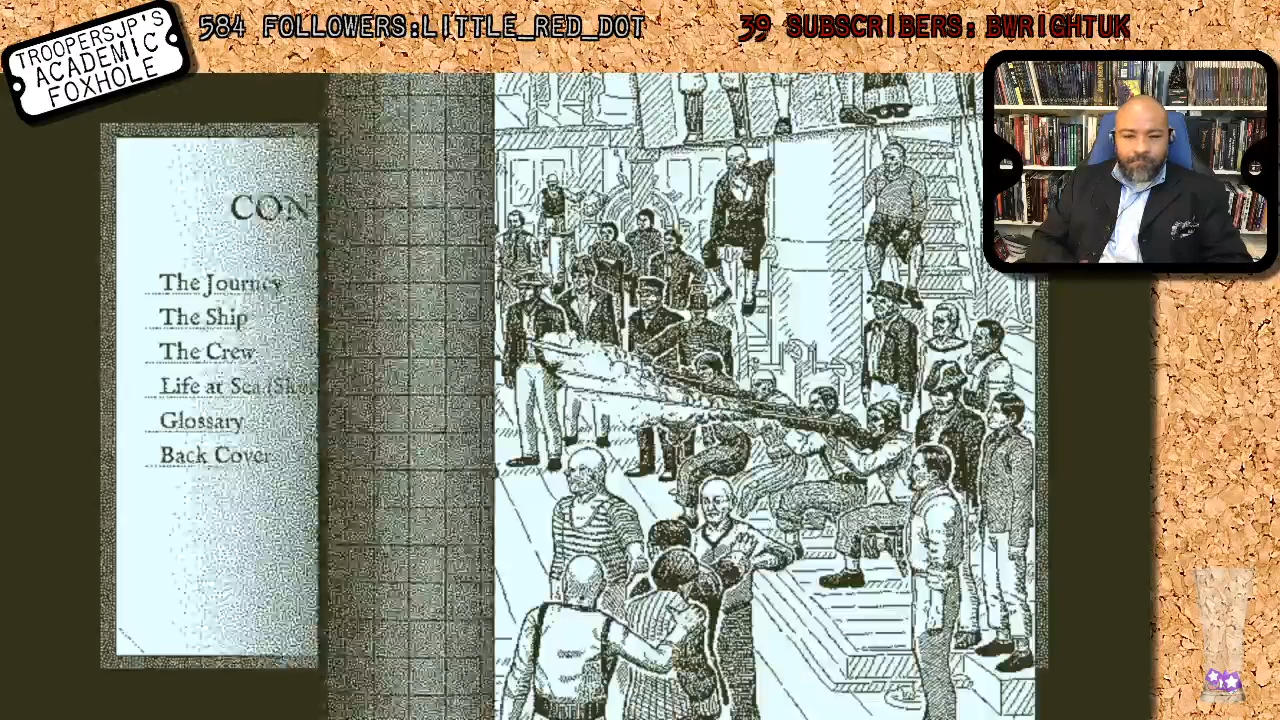 TROOPERSJP'S
ACADEMIC
FOXHOLE
584 FOLLOWERS:LITTLE_RED_DOT
39 SUBSCRIBERS: BWRIGHTUK
CON
The Journey
The Ship
The Crew
Life at Sea
Glossary
Back Cover